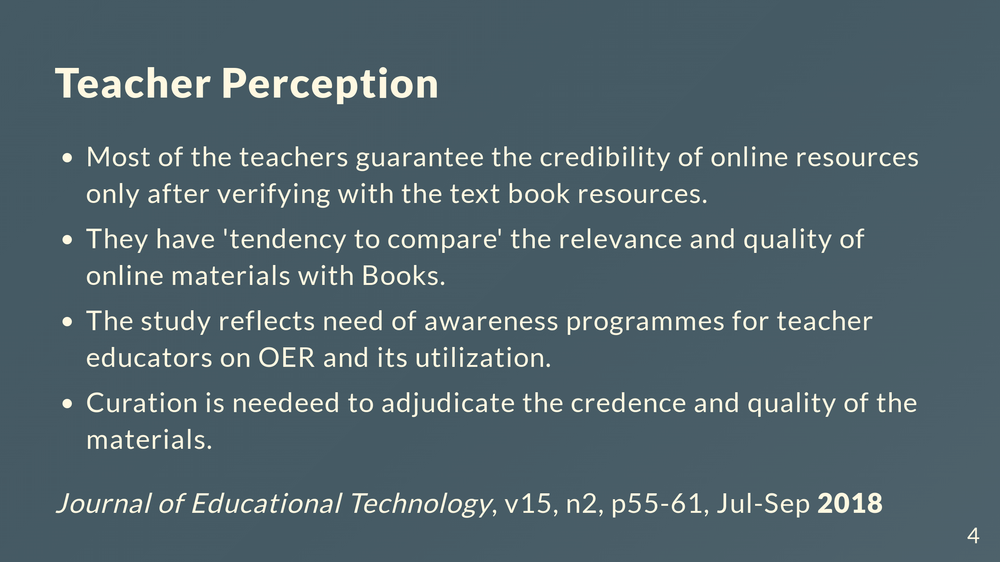 Teacher Perception
• Most of the teachers guarantee the credibility of online resources
only after verifying with the text book resources.
• They have 'tendency to compare' the relevance and quality of
online materials with Books.
• The study reflects need of awareness programmes for teacher
educators on OER and its utilization.
• Curation is needeed to adjudicate the credence and quality of the
materials.
Journal of Educational Technology, v15, n2, p55-61, Jul-Sep 2018
4